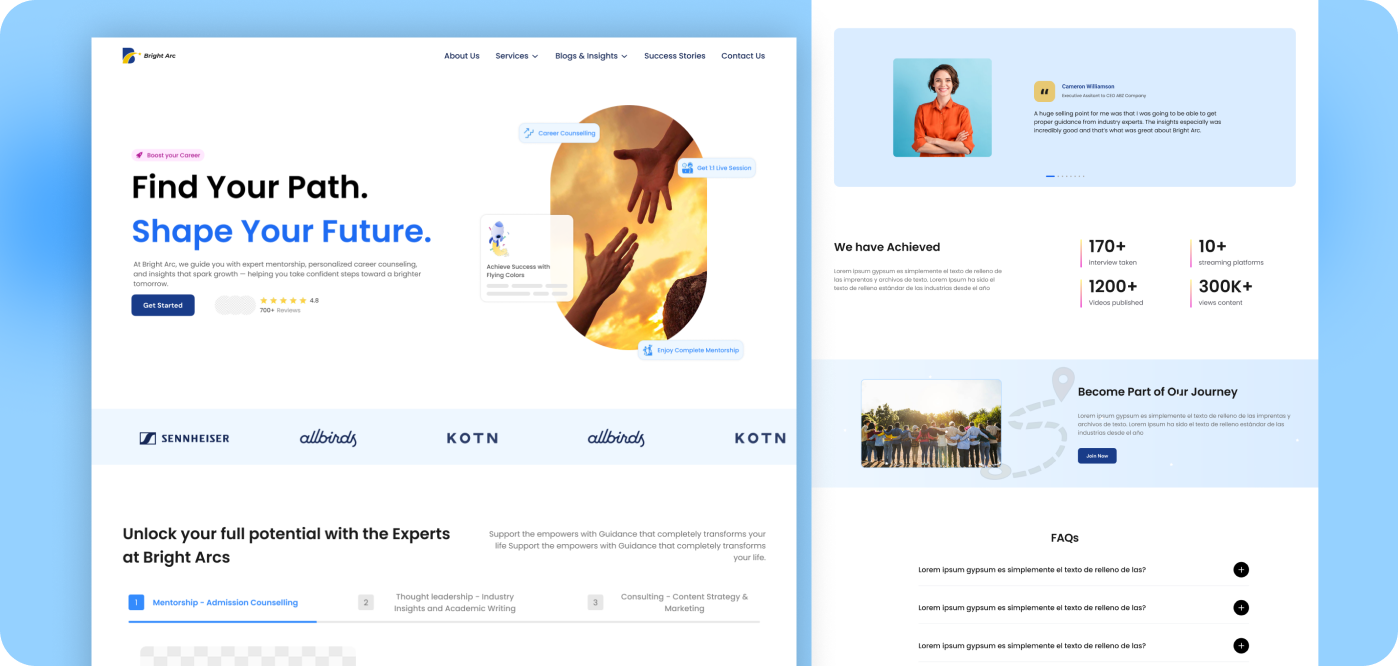 Bright Arc
About Us
Services
Blogs & Insights
Success Stories
Contact Us
Boost your Career
Find Your Path.
Shape Your Future.
At Bright Arc, we guide you with expert mentorship, personalized career counseling,
and insights that spark growth — helping you take confident steps toward a brighter
tomorrow.
Get Started
4.8
700+ Reviews
Career Counselling
Get 1:1 Live Session
Achieve Success with
Flying Colors
Enjoy Complete Mentorship
SENNHEISER
allbirds
KOTN
allbirds
KOTN
Unlock your full potential with the Experts
at Bright Arcs
Support the empowers with Guidance that completely transforms your
life Support the empowers with Guidance that completely transforms
your life.
1
Mentorship - Admission Counselling
2
Thought leadership - Industry
Insights and Academic Writing
3
Consulting - Content Strategy &
Marketing
Cameron Williamson
Executive Assitant to CEO ABZ Company
A huge selling point for me was that I was going to be able to get
proper guidance from industry experts. The insights especially was
incredibly good and that's what was great about Bright Arc.
We have Achieved
Lorem ipsum gypsum es simplemente el texto de relleno de
las imprentas y archivos de texto. Lorem Ipsum ha sido el
texto de relleno estándar de las industrias desde el año
170+
interview taken
10+
streaming platforms
1200+
Videos published
300K+
views content
Become Part of Our Journey
Lorem ipsum gypsum es simplemente el texto de relleno de las imprentas y
archivos de texto. Lorem Ipsum ha sido el texto de relleno estándar de las
industrias desde el año
Join Now
FAQs
Lorem ipsum gypsum es simplemente el texto de relleno de las?
Lorem ipsum gypsum es simplemente el texto de relleno de las?
Lorem ipsum gypsum es simplemente el texto de relleno de las?